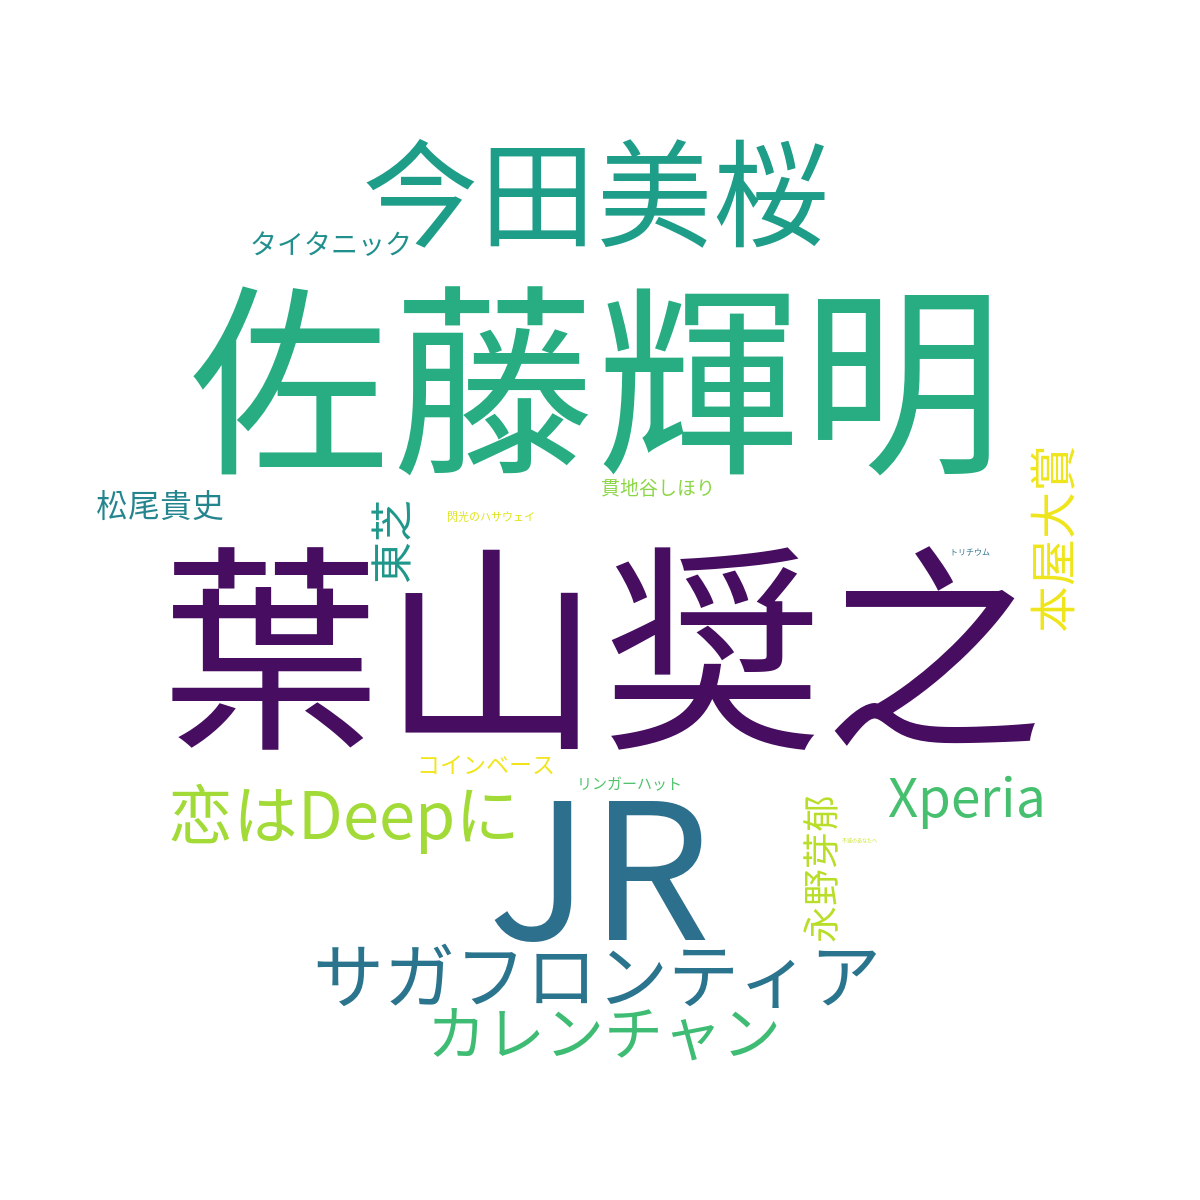 今田美桜
タイタニック
佐藤輝明
貫地谷しほり
松尾貴史
東芝
閃光のハサウェイ
本屋大賞
トリチウム
葉山奨之
コインベース
リンガーハット
恋はDeepに
JR
Xperia
永野芽郁
サガフロンティア
カレンチャン